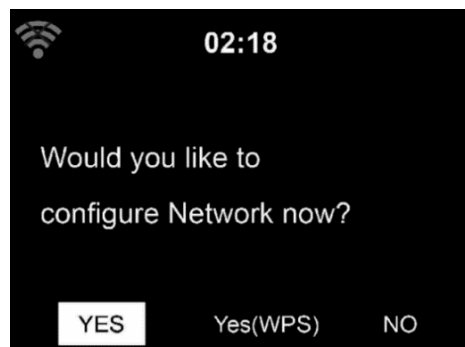 02:18
Would you like to
configure Network now?
YES Yes(WPS) NO